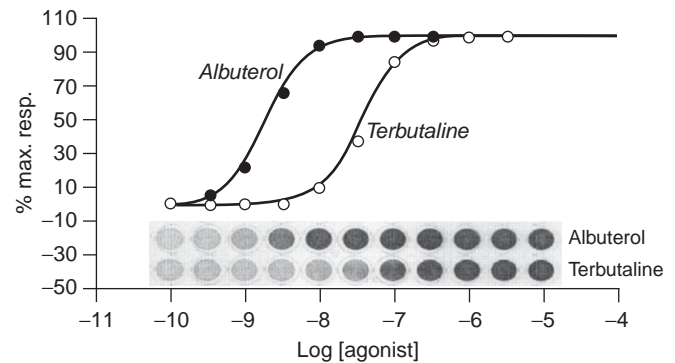 110
90
70
50
30
10
–10
–30
–50
% max. resp.
Albuterol
Terbutaline
Albuterol
Terbutaline
–11 –10 –9 –8 –7 –6 –5 –4
Log [agonist]